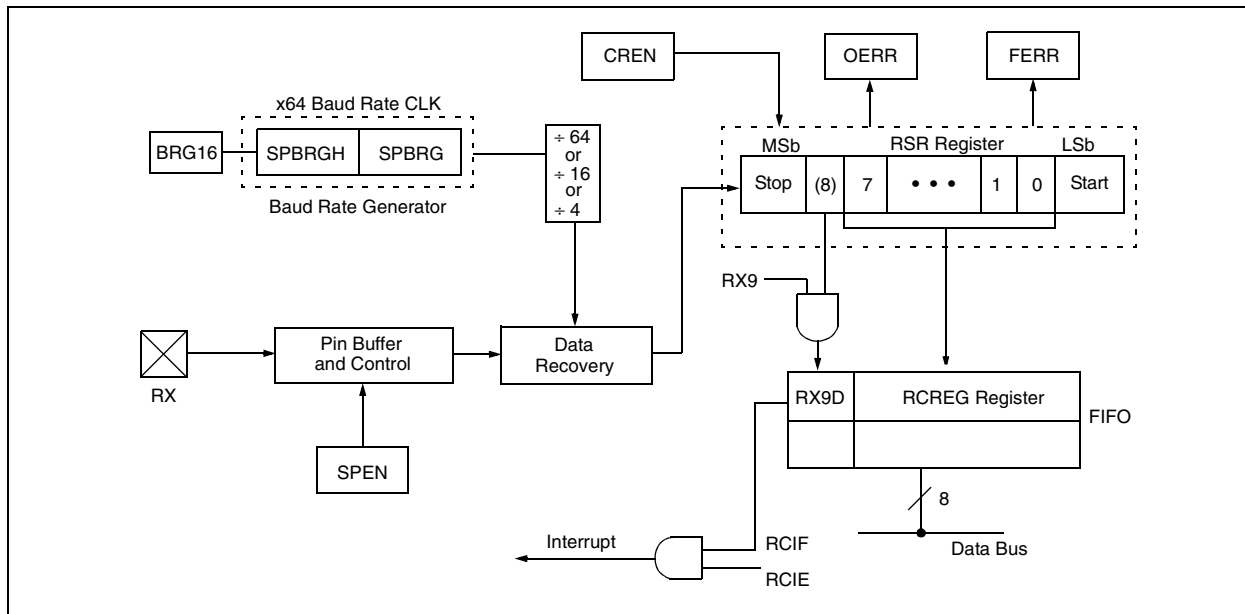 CREN
OERR
FERR
x64 Baud Rate CLK
BRG16
SPBRGH
SPBRG
Baud Rate Generator
÷ 64
or
÷ 16
or
÷ 4
MSb
RSR Register
LSb
Stop
(8)
7
• • •
1
0
Start
RX9
RX
Pin Buffer
and Control
Data
Recovery
SPEN
RX9D
RCREG Register
FIFO
8
Data Bus
Interrupt
RCIF
RCIE